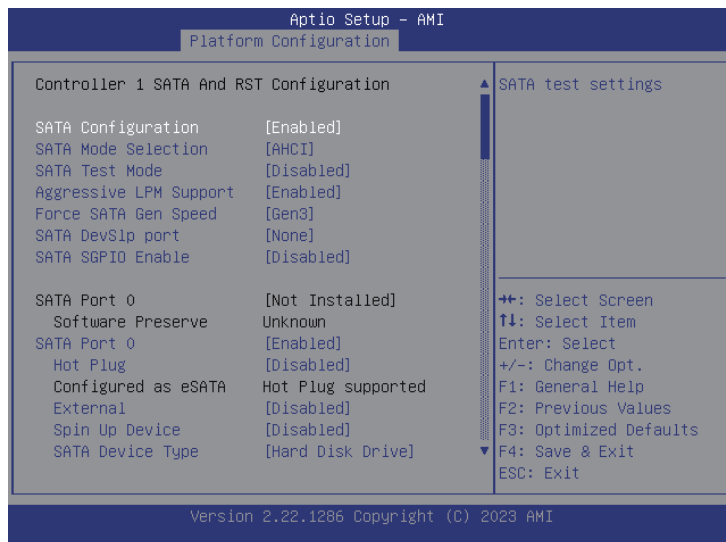 Aptio Setup – AMI
Platform Configuration
Controller 1 SATA And RST Configuration
SATA Configuration [Enabled]
SATA Mode Selection [AHCI]
SATA Test Mode [Disabled]
Aggressive LPM Support [Enabled]
Force SATA Gen Speed [Gen3]
SATA DevSlp port [None]
SATA SGPIO Enable [Disabled]
SATA Port 0 [Not Installed]
Software Preserve Unknown
SATA Port 0 [Enabled]
Hot Plug [Disabled]
Configured as eSATA Hot Plug supported
External [Disabled]
Spin Up Device [Disabled]
SATA Device Type [Hard Disk Drive]
SATA test settings
→←: Select Screen
↑↓: Select Item
Enter: Select
+/-: Change Opt.
F1: General Help
F2: Previous Values
F3: Optimized Defaults
F4: Save & Exit
ESC: Exit
Version 2.22.1286 Copyright (C) 2023 AMI